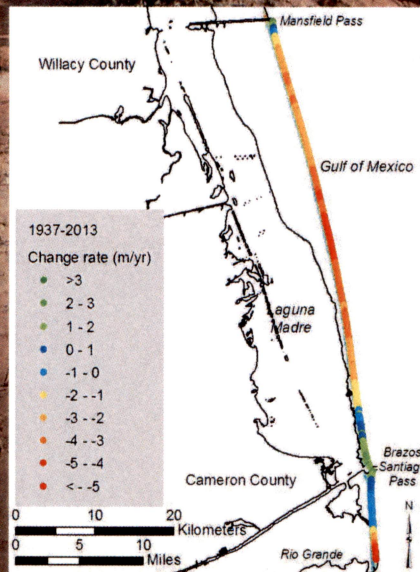 Mansfield Pass
Willacy County
Gulf of Mexico
1937-2013
Change rate (m/yr)
>3
2 - 3
1 - 2
0 - 1
-1 - 0
-2 - -1
-3 - -2
-4 - -3
-5 - -4
< - -5
Laguna
Madre
Brazos
Santiag
Pass
Cameron County
0 10 20
Kilometers
0 5 10
Miles
N
Rio Grande